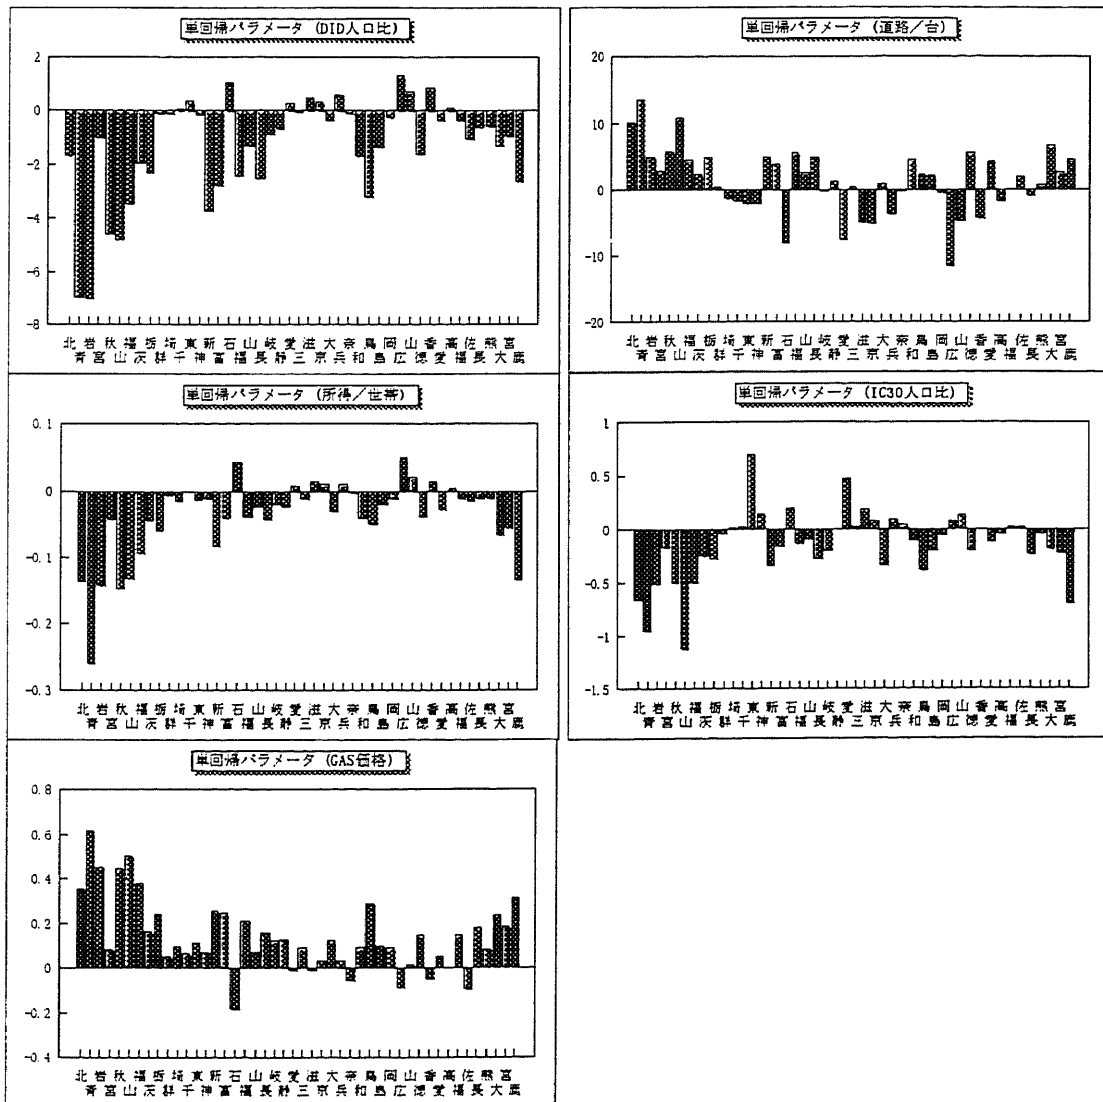 単回帰パラメータ (DID人口比)
2
0
-2
-4
-6
-8
北 岩 秋 福 栃 埼 東 新 石 山 岐 愛 滋 大 奈 鳥 岡 山 香 高 佐 熊 宮
青 宮 山 茨 群 千 神 富 福 長 静 三 京 兵 和 島 広 徳 愛 福 長 大 鹿
単回帰パラメータ (道路/台)
20
10
0
-10
-20
北 岩 秋 福 栃 埼 東 新 石 山 岐 愛 滋 大 奈 鳥 岡 山 香 高 佐 熊 宮
青 宮 山 茨 群 千 神 富 福 長 静 三 京 兵 和 島 広 徳 愛 福 長 大 鹿
単回帰パラメータ (所得/世帯)
0.1
0
-0.1
-0.2
-0.3
北 岩 秋 福 栃 埼 東 新 石 山 岐 愛 滋 大 奈 鳥 岡 山 香 高 佐 熊 宮
青 宮 山 茨 群 千 神 富 福 長 静 三 京 兵 和 島 広 徳 愛 福 長 大 鹿
単回帰パラメータ (IC30人口比)
1
0.5
0
-0.5
-1
-1.5
北 岩 秋 福 栃 埼 東 新 石 山 岐 愛 滋 大 奈 鳥 岡 山 香 高 佐 熊 宮
青 宮 山 茨 群 千 神 富 福 長 静 三 京 兵 和 島 広 徳 愛 福 長 大 鹿
単回帰パラメータ (GAS価格)
0.8
0.6
0.4
0.2
0
-0.2
-0.4
北 岩 秋 福 栃 埼 東 新 石 山 岐 愛 滋 大 奈 鳥 岡 山 香 高 佐 熊 宮
青 宮 山 茨 群 千 神 富 福 長 静 三 京 兵 和 島 広 徳 愛 福 長 大 鹿